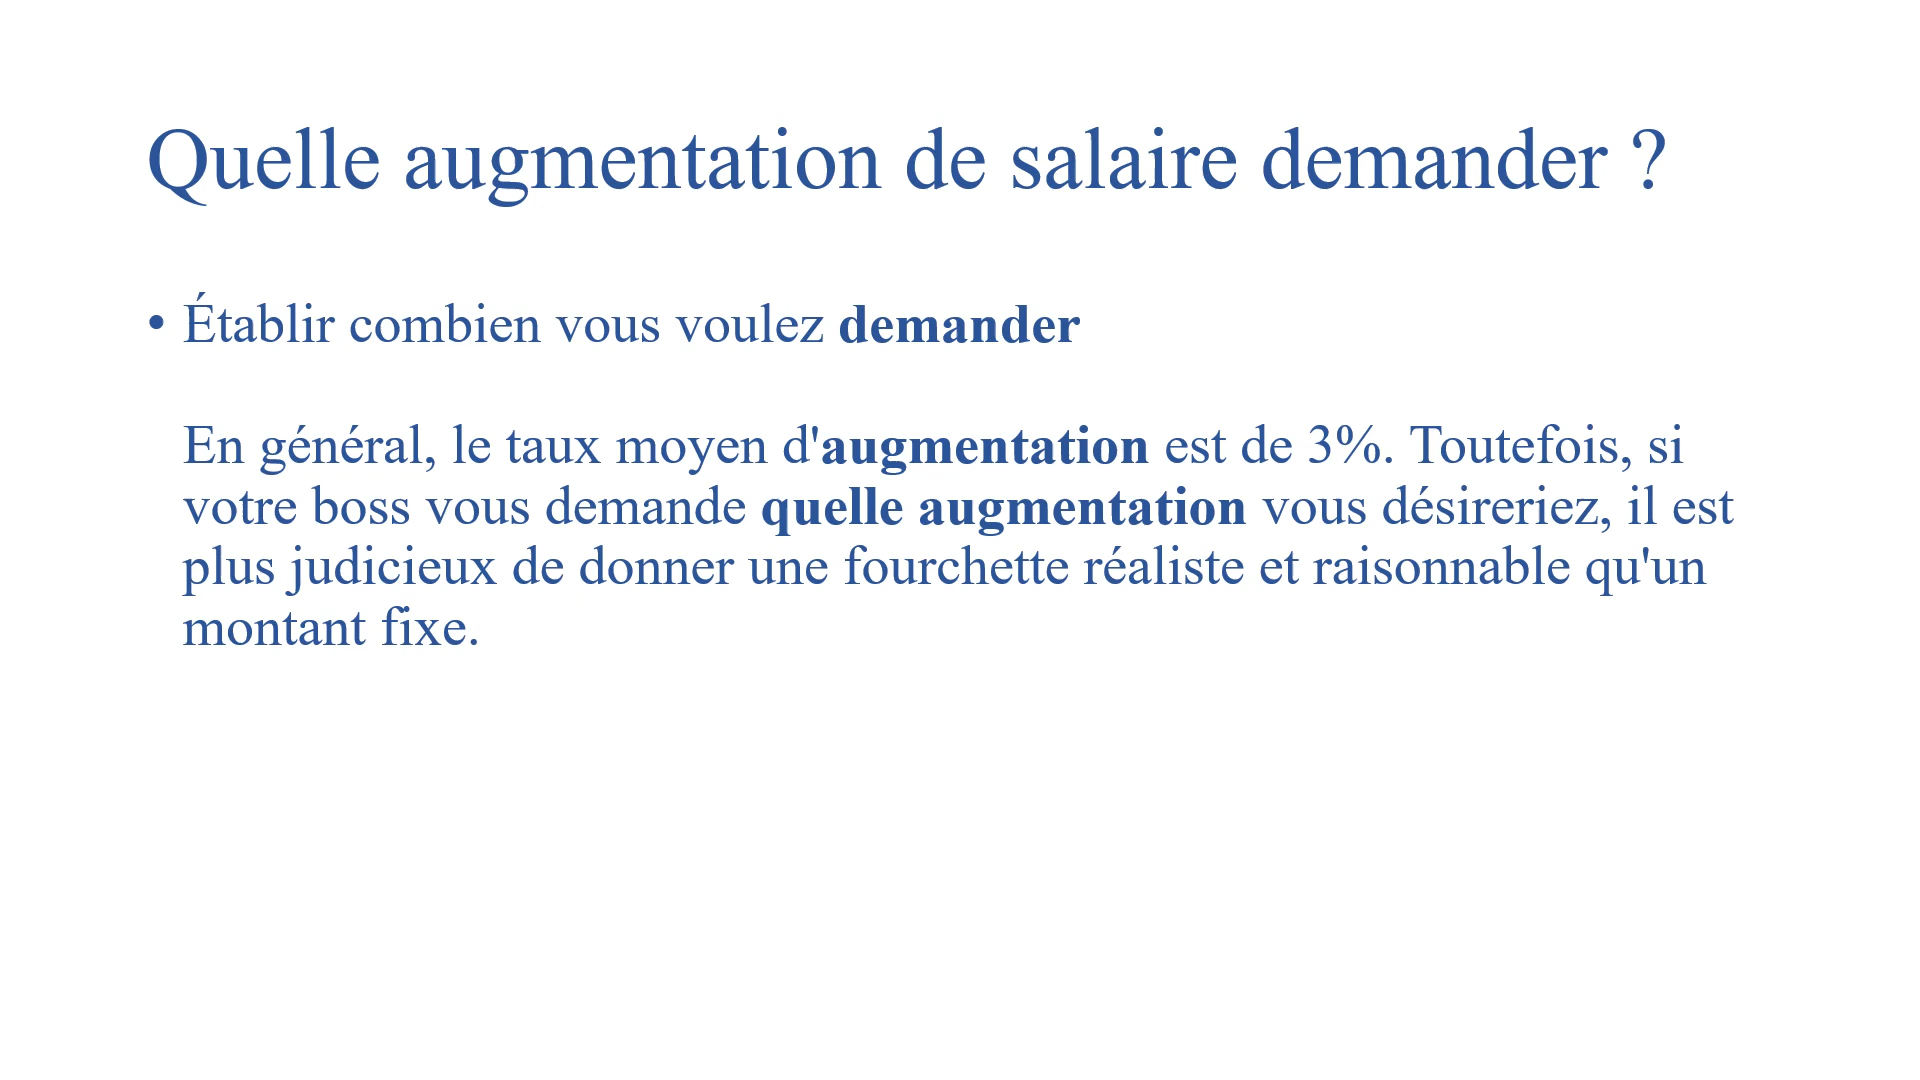 Quelle augmentation de salaire demander ?
• Établir combien vous voulez demander
En général, le taux moyen d'augmentation est de 3%. Toutefois, si
votre boss vous demande quelle augmentation vous désireriez, il est
plus judicieux de donner une fourchette réaliste et raisonnable qu'un
montant fixe.